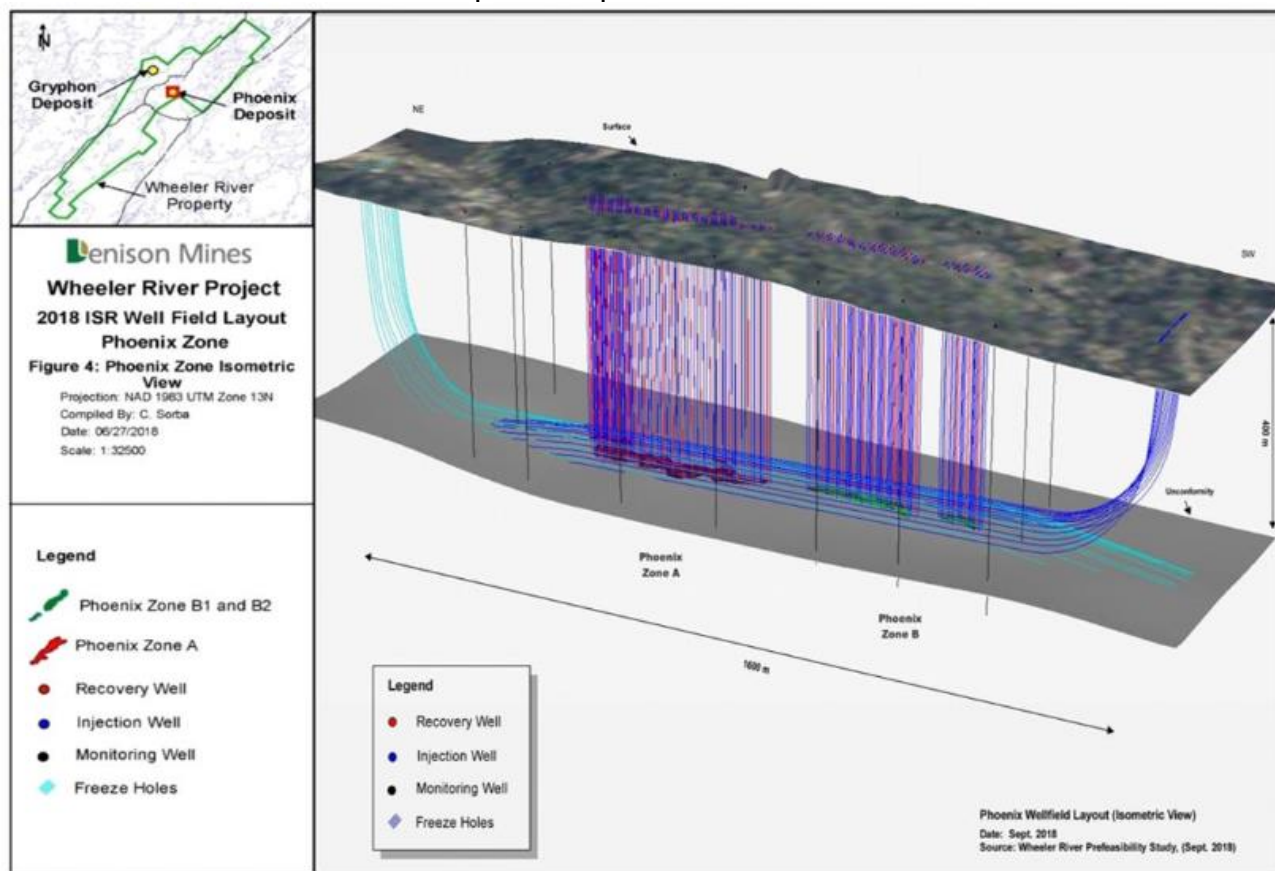 N
Gryphon
Deposit
Phoenix
Deposit
Wheeler River
Property
Denison Mines
Wheeler River Project
2018 ISR Well Field Layout
Phoenix Zone
Figure 4: Phoenix Zone Isometric
View
Projection: NAD 1983 UTM Zone 13N
Compiled By: C. Sorba
Date: 06/27/2018
Scale: 1:32500
Legend
Phoenix Zone B1 and B2
Phoenix Zone A
Recovery Well
Injection Well
Monitoring Well
Freeze Holes
NE
Surface
SW
400 m
Unconformity
Phoenix
Zone A
Phoenix
Zone B
1600 m
Legend
Recovery Well
Injection Well
Monitoring Well
Freeze Holes
Phoenix Wellfield Layout (Isometric View)
Date: Sept. 2018
Source: Wheeler River Prefeasibility Study, (Sept. 2018)